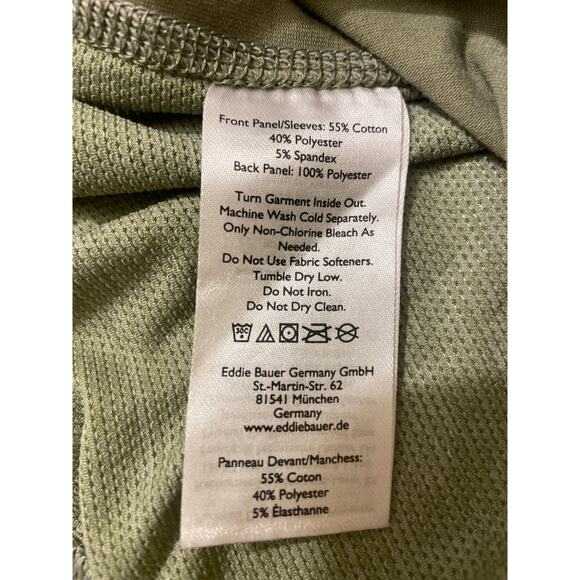 Front Panel/Sleeves: 55% Cotton
40% Polyester
5% Spandex
Back Panel: 100% Polyester
Turn Garment Inside Out.
Machine Wash Cold Separately.
Only Non-Chlorine Bleach As
Needed.
Do Not Use Fabric Softeners.
Tumble Dry Low.
Do Not Iron.
Do Not Dry Clean.
30C
Eddie Bauer Germany GmbH
St.-Martin-Str. 62
81541 München
Germany
www.eddiebauer.de
Panneau Devant/Manchess:
55% Coton
40% Polyester
5% Élasthanne